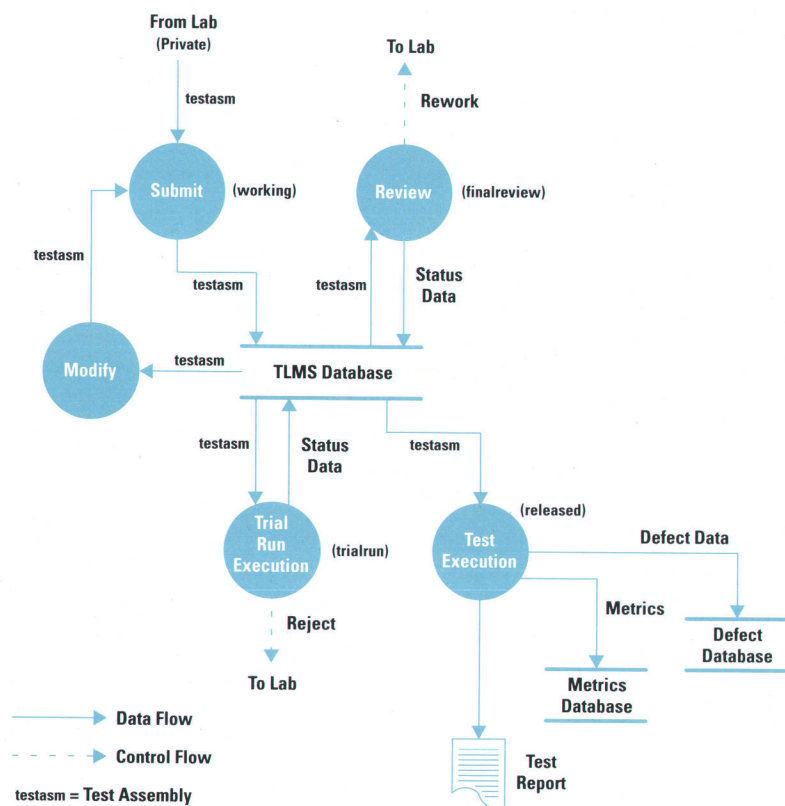 From Lab
(Private)
To Lab
testasm
Rework
Submit
(working)
Review
(finalreview)
testasm
testasm
testasm
Status
Data
Modify
testasm
TLMS Database
testasm
Status
Data
testasm
Trial
Run
Execution
(trialrun)
(released)
Test
Execution
Defect Data
Reject
Metrics
Defect
Database
To Lab
Metrics
Database
Data Flow
Control Flow
Test
Report
testasm = Test Assembly